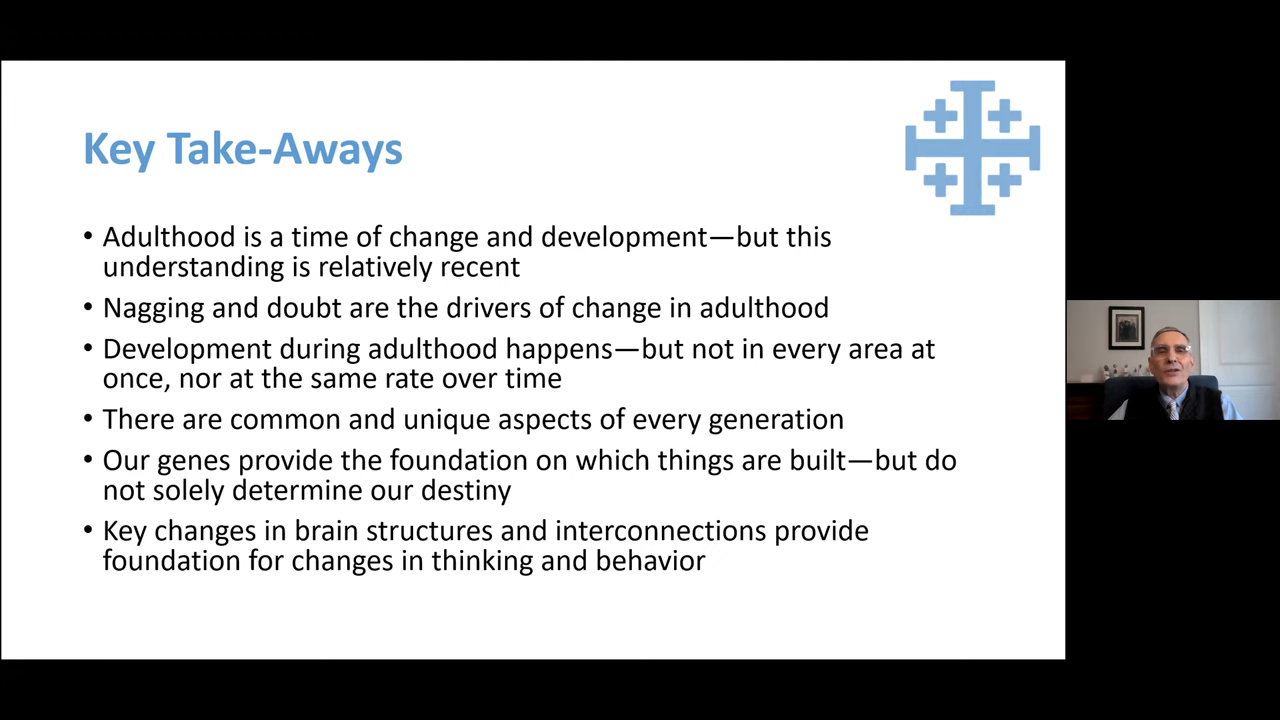 Key Take-Aways
• Adulthood is a time of change and development—but this
understanding is relatively recent
• Nagging and doubt are the drivers of change in adulthood
• Development during adulthood happens—but not in every area at
once, nor at the same rate over time
• There are common and unique aspects of every generation
• Our genes provide the foundation on which things are built—but do
not solely determine our destiny
• Key changes in brain structures and interconnections provide
foundation for changes in thinking and behavior